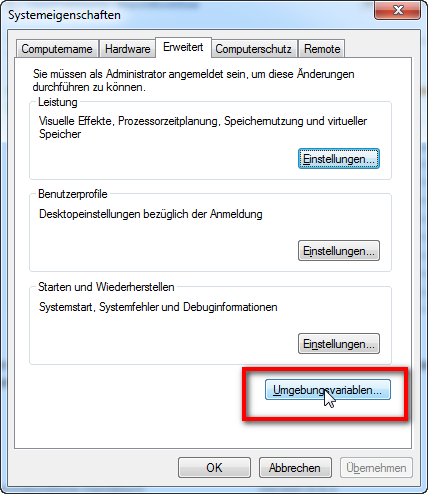 Systemeigenschaften
Computername Hardware Erweitert Computerschutz Remote
Sie müssen als Administrator angemeldet sein, um diese Änderungen
durchführen zu können.
Leistung
Visuelle Effekte, Prozessorzeitplanung, Speichernutzung und virtueller
Speicher
Einstellungen...
Benutzerprofile
Desktopeinstellungen bezüglich der Anmeldung
Einstellungen...
Starten und Wiederherstellen
Systemstart, Systemfehler und Debuginformationen
Einstellungen...
Umgebungsvariablen...
OK Abbrechen Übernehmen